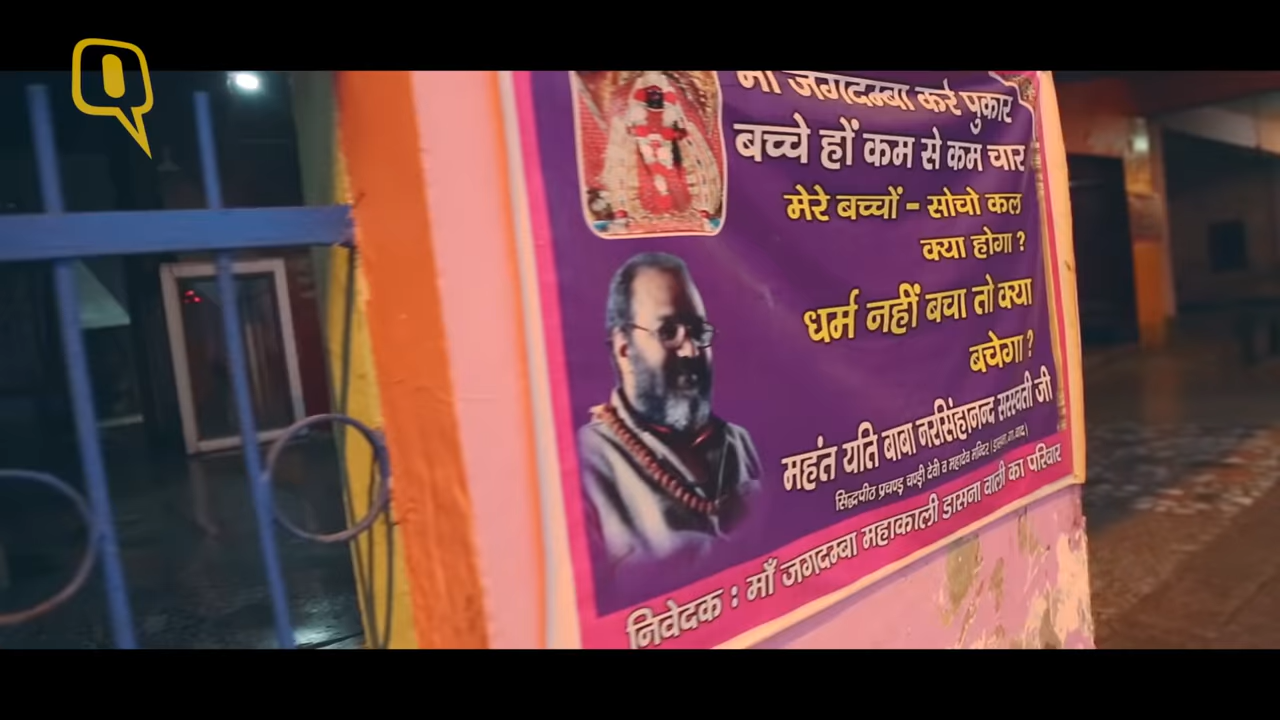 माँ जगदम्बा करे पुकार
बच्चे हों कम से कम चार
मेरे बच्चों - सोचो कल
क्या होगा ?
धर्म नहीं बचा तो क्या
बचेगा ?
महंत यति बाबा नरसिंहानन्द सरस्वती जी
सिद्धपीठ प्रचण्ड चण्डी देवी व महादेव मन्दिर
निवेदक : माँ जगदम्बा महाकाली डासना वाली का परिवार